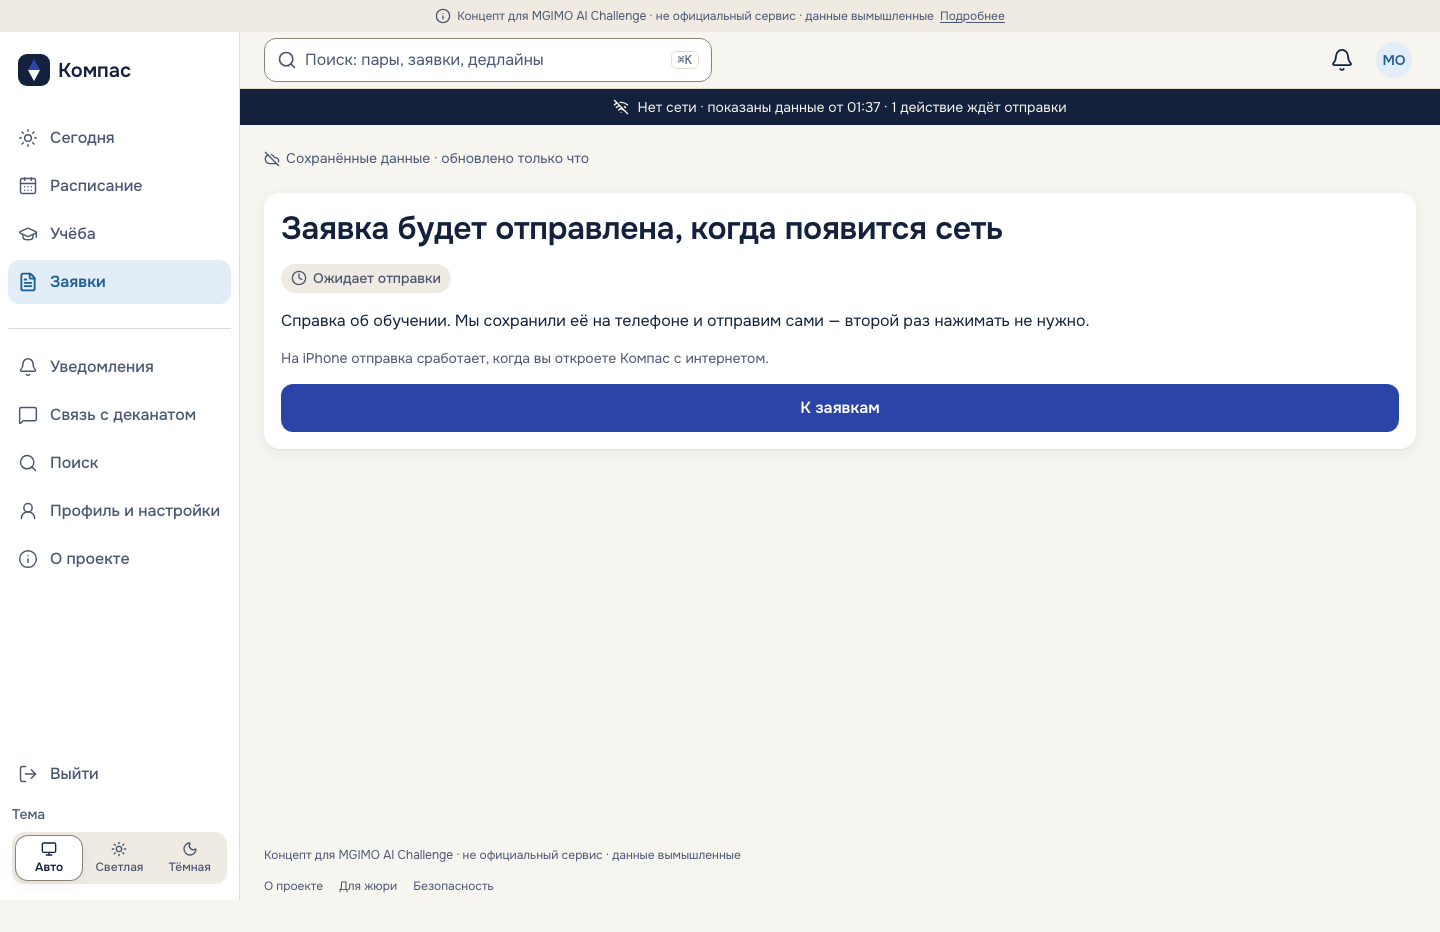 Концепт для MGIMO AI Challenge · не официальный сервис · данные вымышленные Подробнее
Компас
Поиск: пары, заявки, дедлайны
⌘K
МО
Нет сети · показаны данные от 01:37 · 1 действие ждёт отправки
Сегодня
Расписание
Учёба
Заявки
Уведомления
Связь с деканатом
Поиск
Профиль и настройки
О проекте
Выйти
Тема
Авто
Светлая
Тёмная
Сохранённые данные · обновлено только что
Заявка будет отправлена, когда появится сеть
Ожидает отправки
Справка об обучении. Мы сохранили её на телефоне и отправим сами — второй раз нажимать не нужно.
На iPhone отправка сработает, когда вы откроете Компас с интернетом.
К заявкам
Концепт для MGIMO AI Challenge · не официальный сервис · данные вымышленные
О проекте Для жюри Безопасность